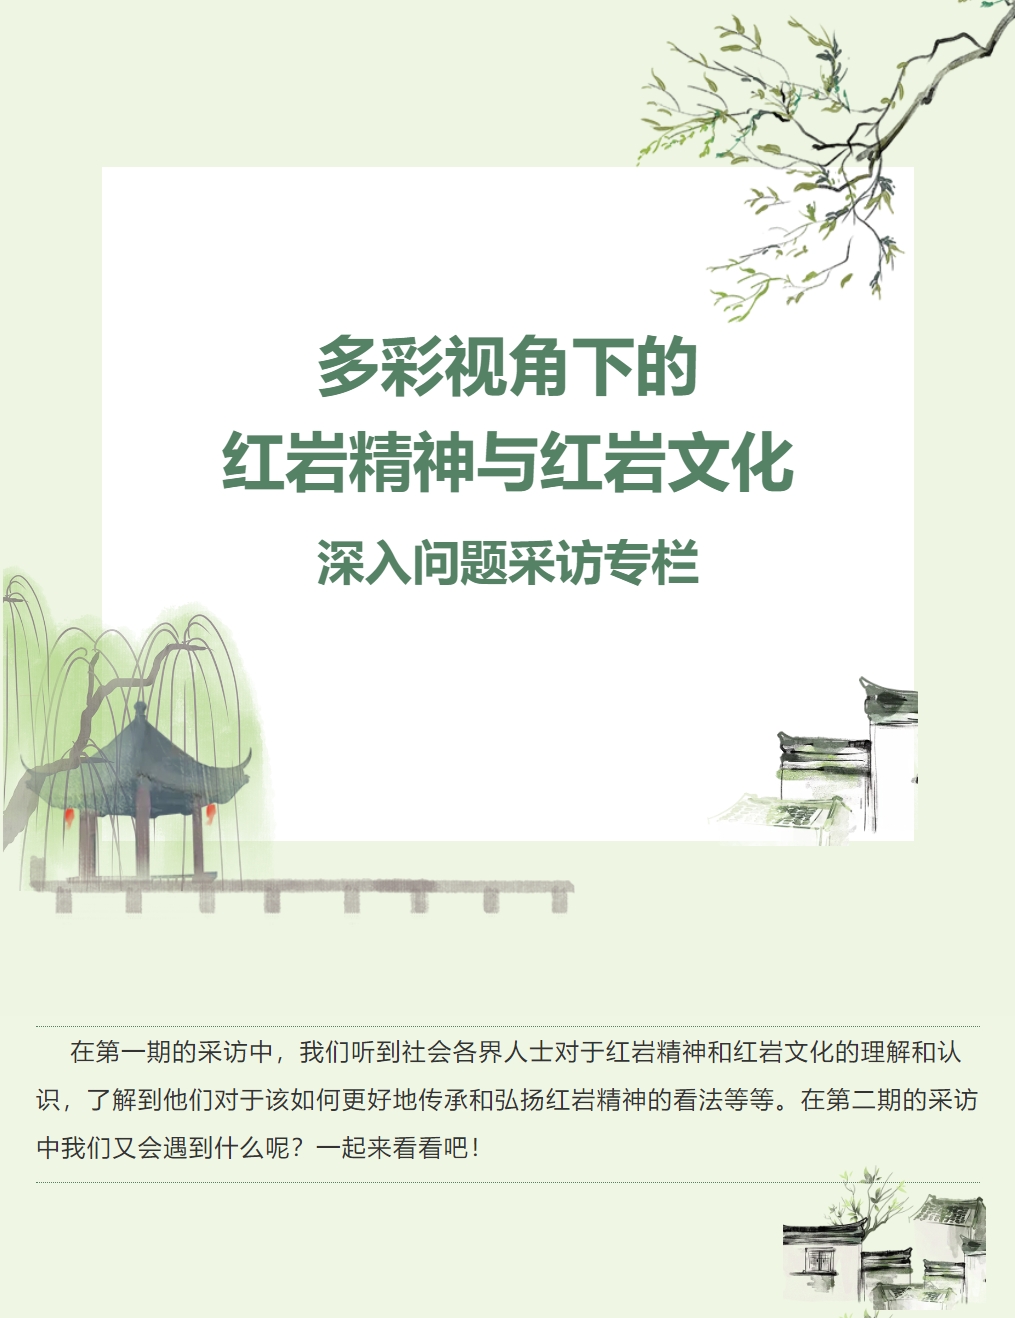 多彩视角下的
红岩精神与红岩文化
深入问题采访专栏
在第一期的采访中，我们听到社会各界人士对于红岩精神和红岩文化的理解和认
识，了解到他们对于该如何更好地传承和弘扬红岩精神的看法等等。在第二期的采访
中我们又会遇到什么呢？一起来看看吧！